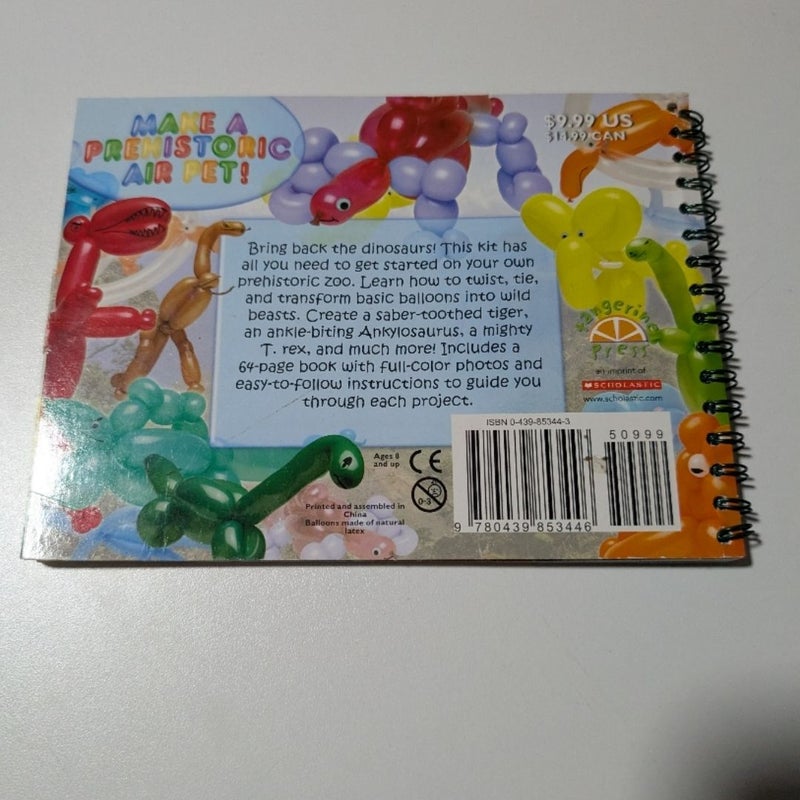 MAKE A
PREHISTORIC
AIR PET!
$9.99 US
$14.99 CAN
Bring back the dinosaurs! This kit has
all you need to get started on your own
prehistoric zoo. Learn how to twist, tie,
and transform basic balloons into wild
beasts. Create a saber-toothed tiger,
an ankle-biting Ankylosaurus, a mighty
T. rex, and much more! Includes a
64-page book with full-color photos and
easy-to-follow instructions to guide you
through each project.
tangerine
Press
an imprint of
SCHOLASTIC
www.scholastic.com
Ages 8
and up
CE
0-3
Printed and assembled in
China
Balloons made of natural
latex
ISBN 0-439-85344-3
50999
9 780439 853446